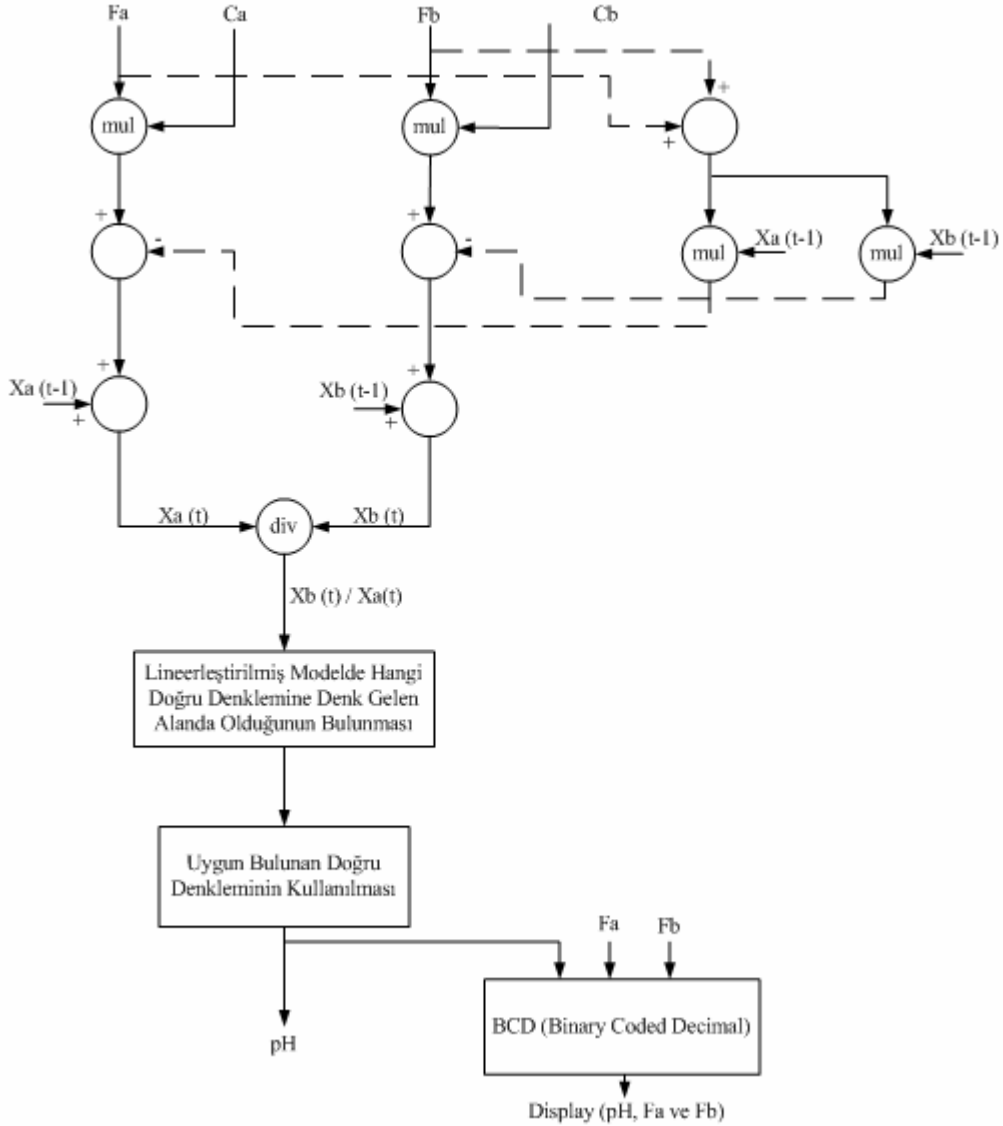 Fa Ca Fb Cb
+
mul mul +
+ - + - mul Xa (t-1) mul Xb (t-1)
+ +
Xa (t-1) + Xb (t-1) +
Xa (t) div Xb (t)
Xb (t) / Xa(t)
Lineerleştirilmiş Modelde Hangi
Doğru Denklemine Denk Gelen
Alanda Olduğunun Bulunması
Uygun Bulunan Doğru
Denkleminin Kullanılması
Fa Fb
BCD (Binary Coded Decimal)
pH
Display (pH, Fa ve Fb)